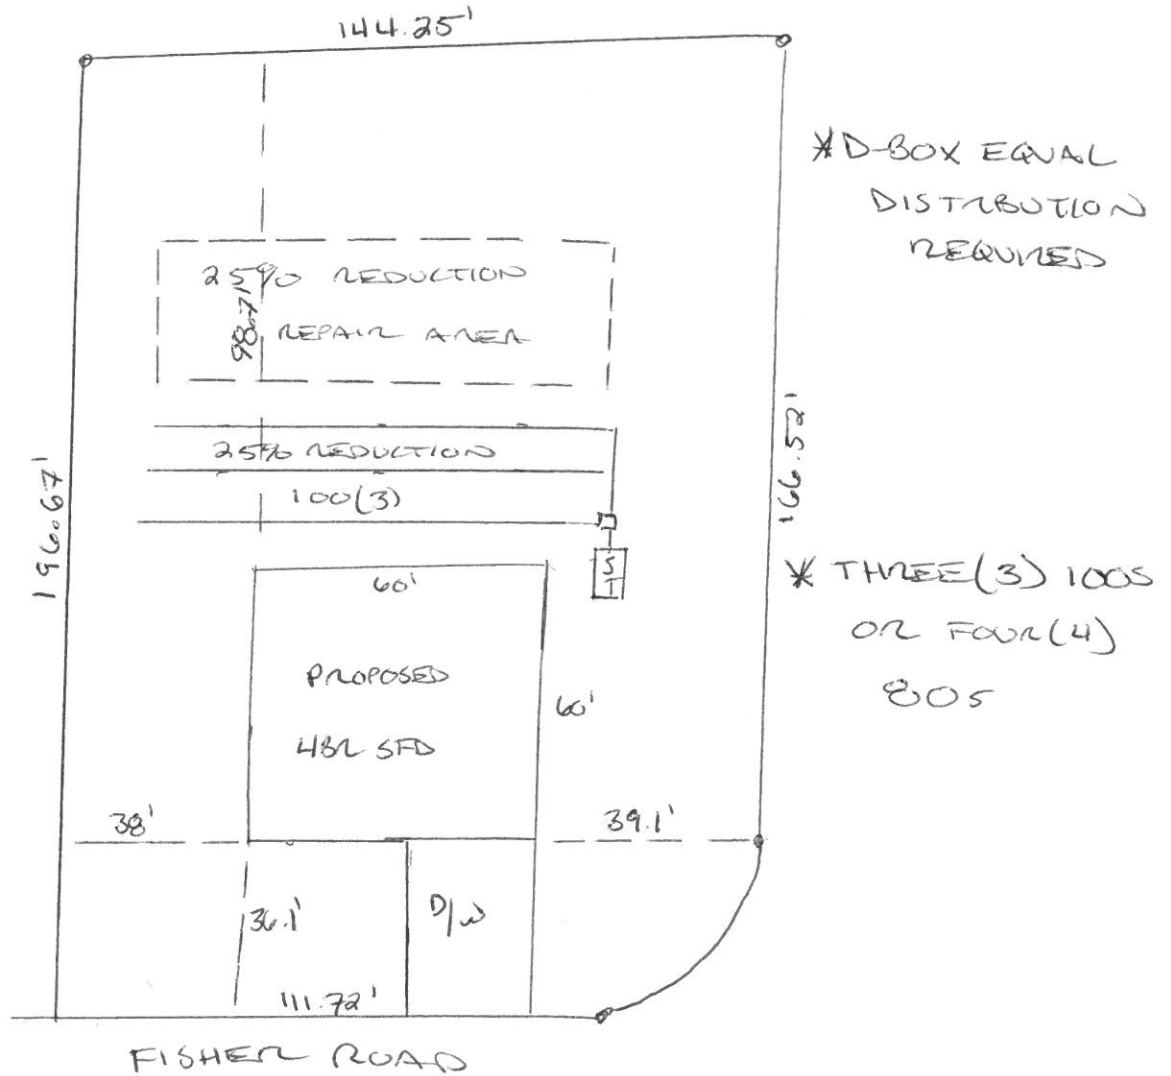 144.25'
*D-BOX EQUAL
DISTRBUTION
REQUIRED
25% REDUCTION
98.7'
REPAIR AREA
25% REDUCTION
100(3)
196.67'
166.52'
S
T
60'
* THREE(3) 100S
OR FOUR(4)
80S
PROPOSED
4BR SFD
60'
38'
39.1'
36.1'
D/W
111.72'
FISHER ROAD